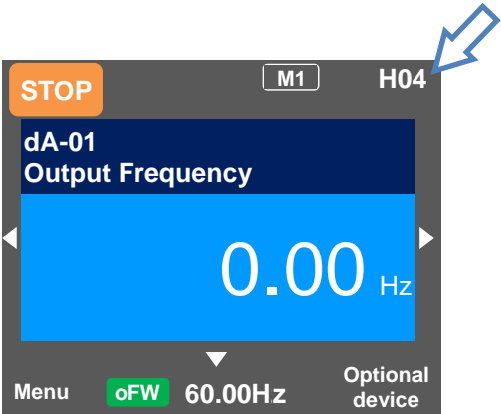 STOP M1 H04
dA-01
Output Frequency
0.00 Hz
Menu oFW 60.00Hz Optional
device